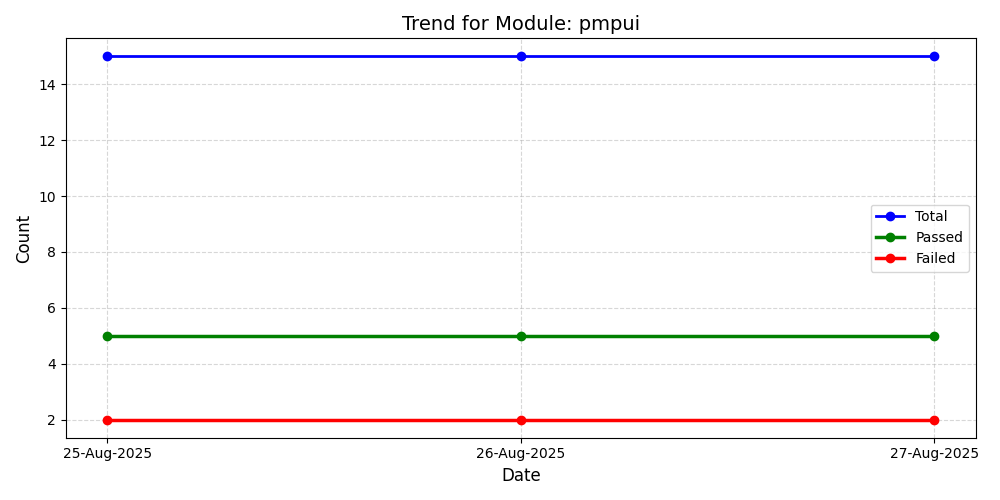 Trend for Module: pmpui
Count
14
12
10
8
6
4
2
Total
Passed
Failed
25-Aug-2025
26-Aug-2025
27-Aug-2025
Date